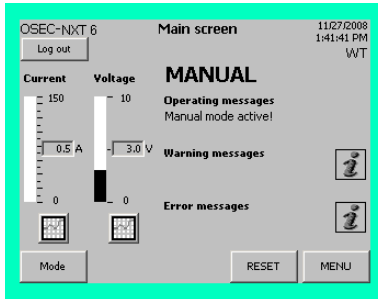 OSEC-NXT 6
Main screen
11/27/2008
1:41:41 PM
Log out
WT
Current
Voltage
MANUAL
150
10
Operating messages
Manual mode active!
0.5 A
3.0 V
Warning messages
i
0
0
Error messages
i
Mode
RESET
MENU